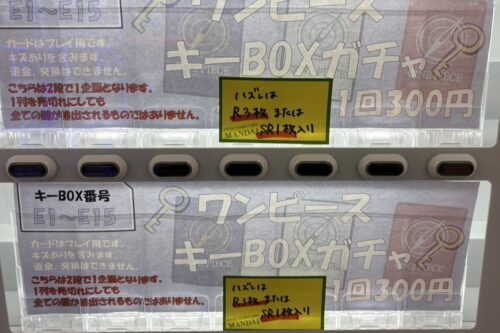 E1～E15
ワンピース
カードはプレイ用です。
キズありを含みます
返金、交換はできません。
キーBOXガチャ
こちらは2段で1企画となります。
1列を売切れにしても
全ての鍵が排出されるものではありません。
1回300円
ハズレは
R3枚 または
SR1枚入り
MANDAI
キーBOX番号
E1～E15
ワンピース
カードはプレイ用です。
キズありを含みます
返金、交換はできません。
キーBOXガチャ
こちらは2段で1企画となります。
1列を売切れにしても
全ての鍵が排出されるものではありません。
1回300円
ハズレは
R3枚 または
SR1枚入り
MANDAI